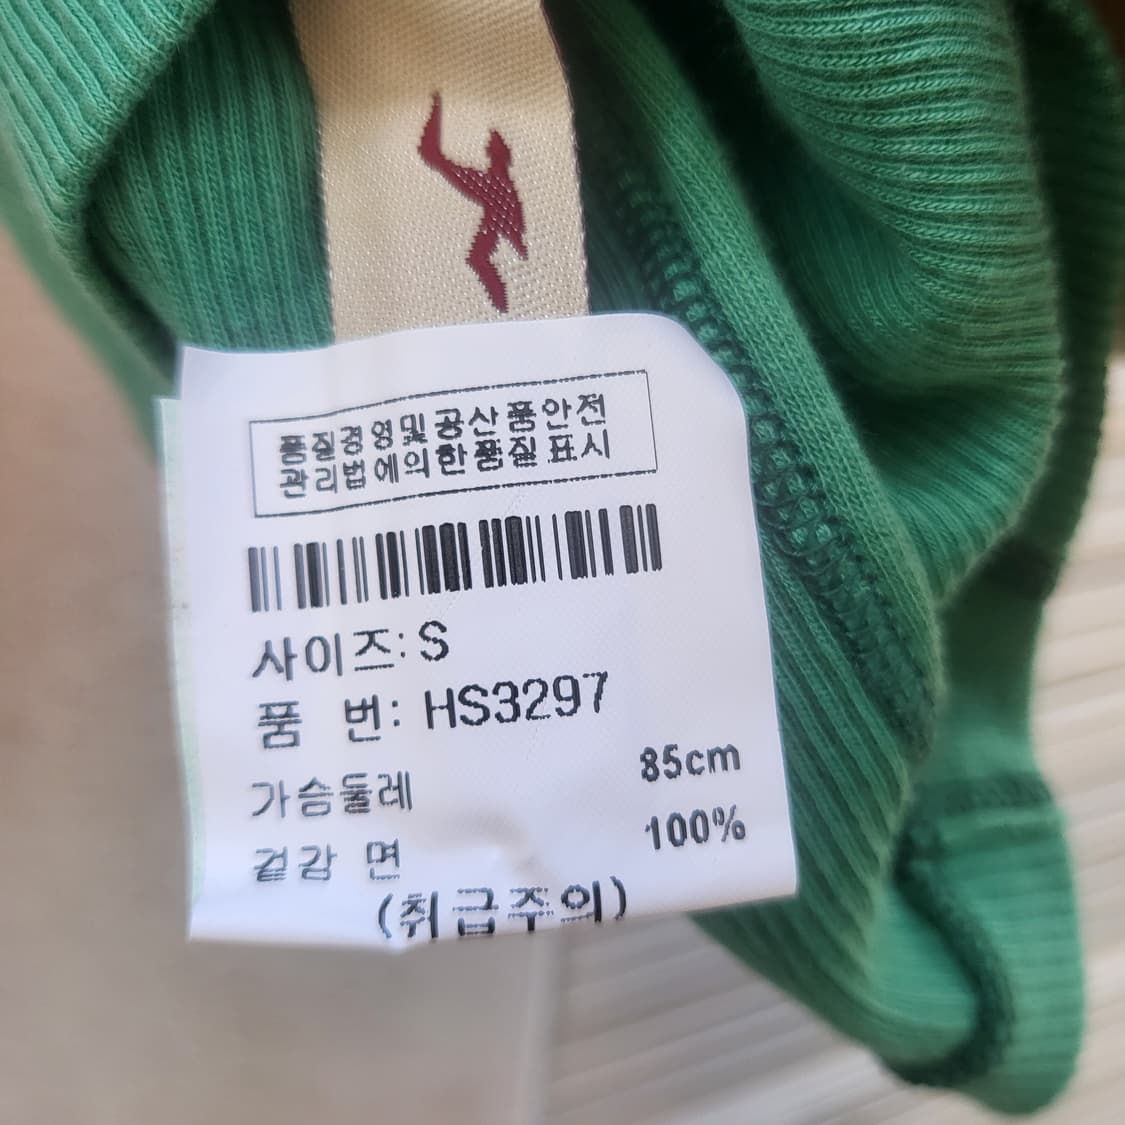 품질경영및공산품안전
관리법에의한품질표시
사이즈: S
품 번: HS3297
가슴둘레 85cm
겉감 면 100%
(취급주의)